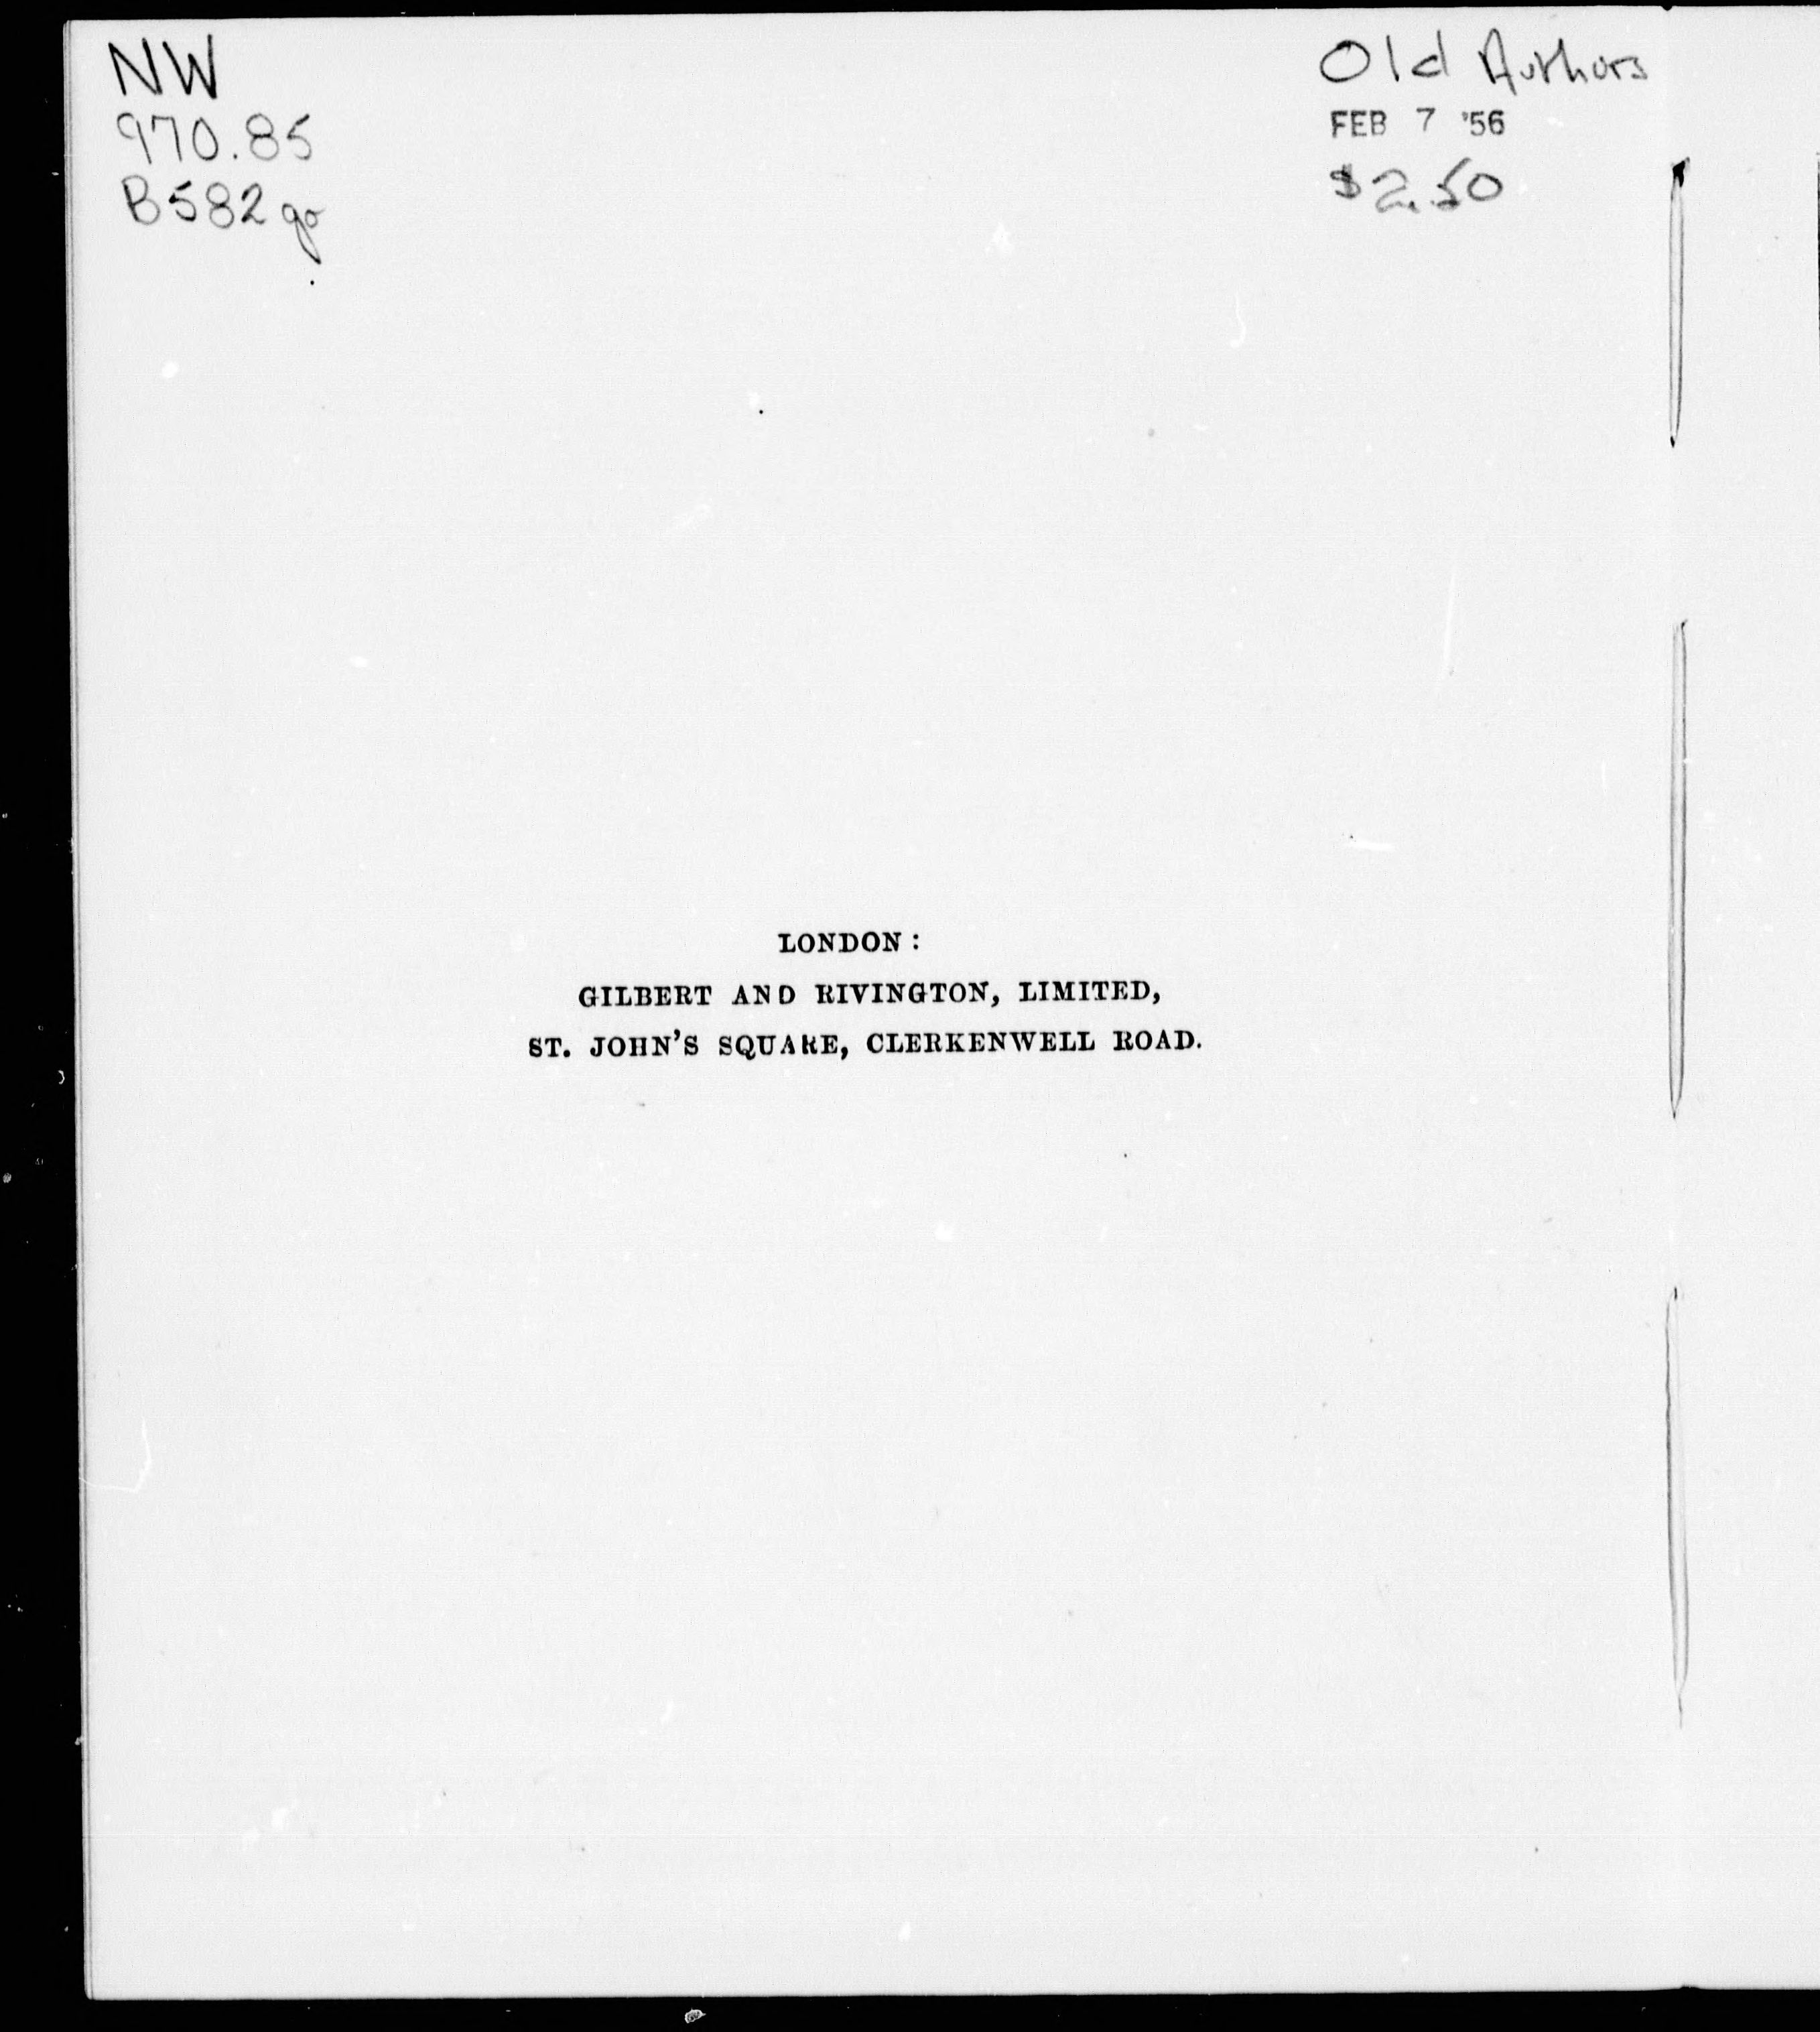 NW
970.85
B582go
Old Authors
FEB 7 '56
$2.50
LONDON:
GILBERT AND RIVINGTON, LIMITED,
ST. JOHN'S SQUARE, CLERKENWELL ROAD.